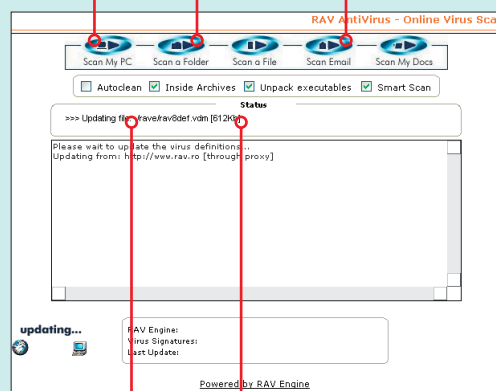 RAV AntiVirus - Online Virus Sca
Scan My PC Scan a Folder Scan a File Scan Email Scan My Docs
Autoclean Inside Archives Unpack executables Smart Scan
Status
>>> Updating file: /rave/rav8def.vdm [612Kb]
Please wait to update the virus definitions...
Updating from: http://www.rav.ro [through proxy]
updating...
RAV Engine:
Virus Signatures:
Last Update:
Powered by RAV Engine